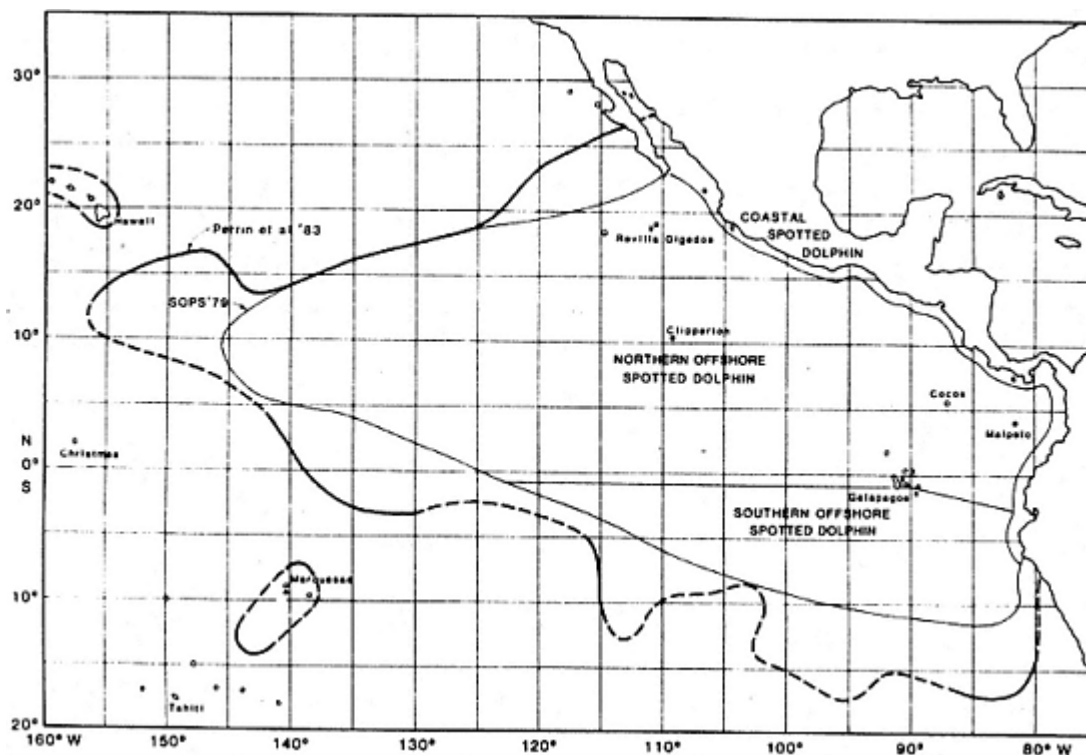 30°
20°
10°
N
0°
S
10°
20°
160° W
150°
140°
130°
120°
110°
100°
90°
80° W
Hawaii
Perrin et al '83
SOPS '79
Christmas
Marquesas
Tahiti
Revilla Gigedos
COASTAL
SPOTTED
DOLPHIN
Clipperton
NORTHERN OFFSHORE
SPOTTED DOLPHIN
Cocos
Malpelo
Galapagos
SOUTHERN OFFSHORE
SPOTTED DOLPHIN